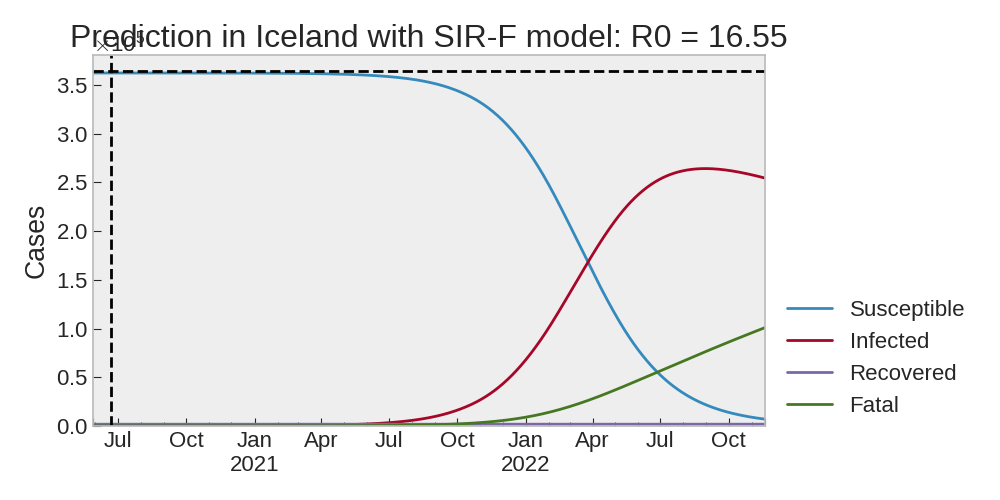 Prediction in Iceland with SIR-F model: R0 = 16.55
×10⁵
3.5
3.0
2.5
2.0
1.5
1.0
0.5
0.0
Cases
Jul Oct Jan Apr Jul Oct Jan Apr Jul Oct
2021 2022
Susceptible
Infected
Recovered
Fatal